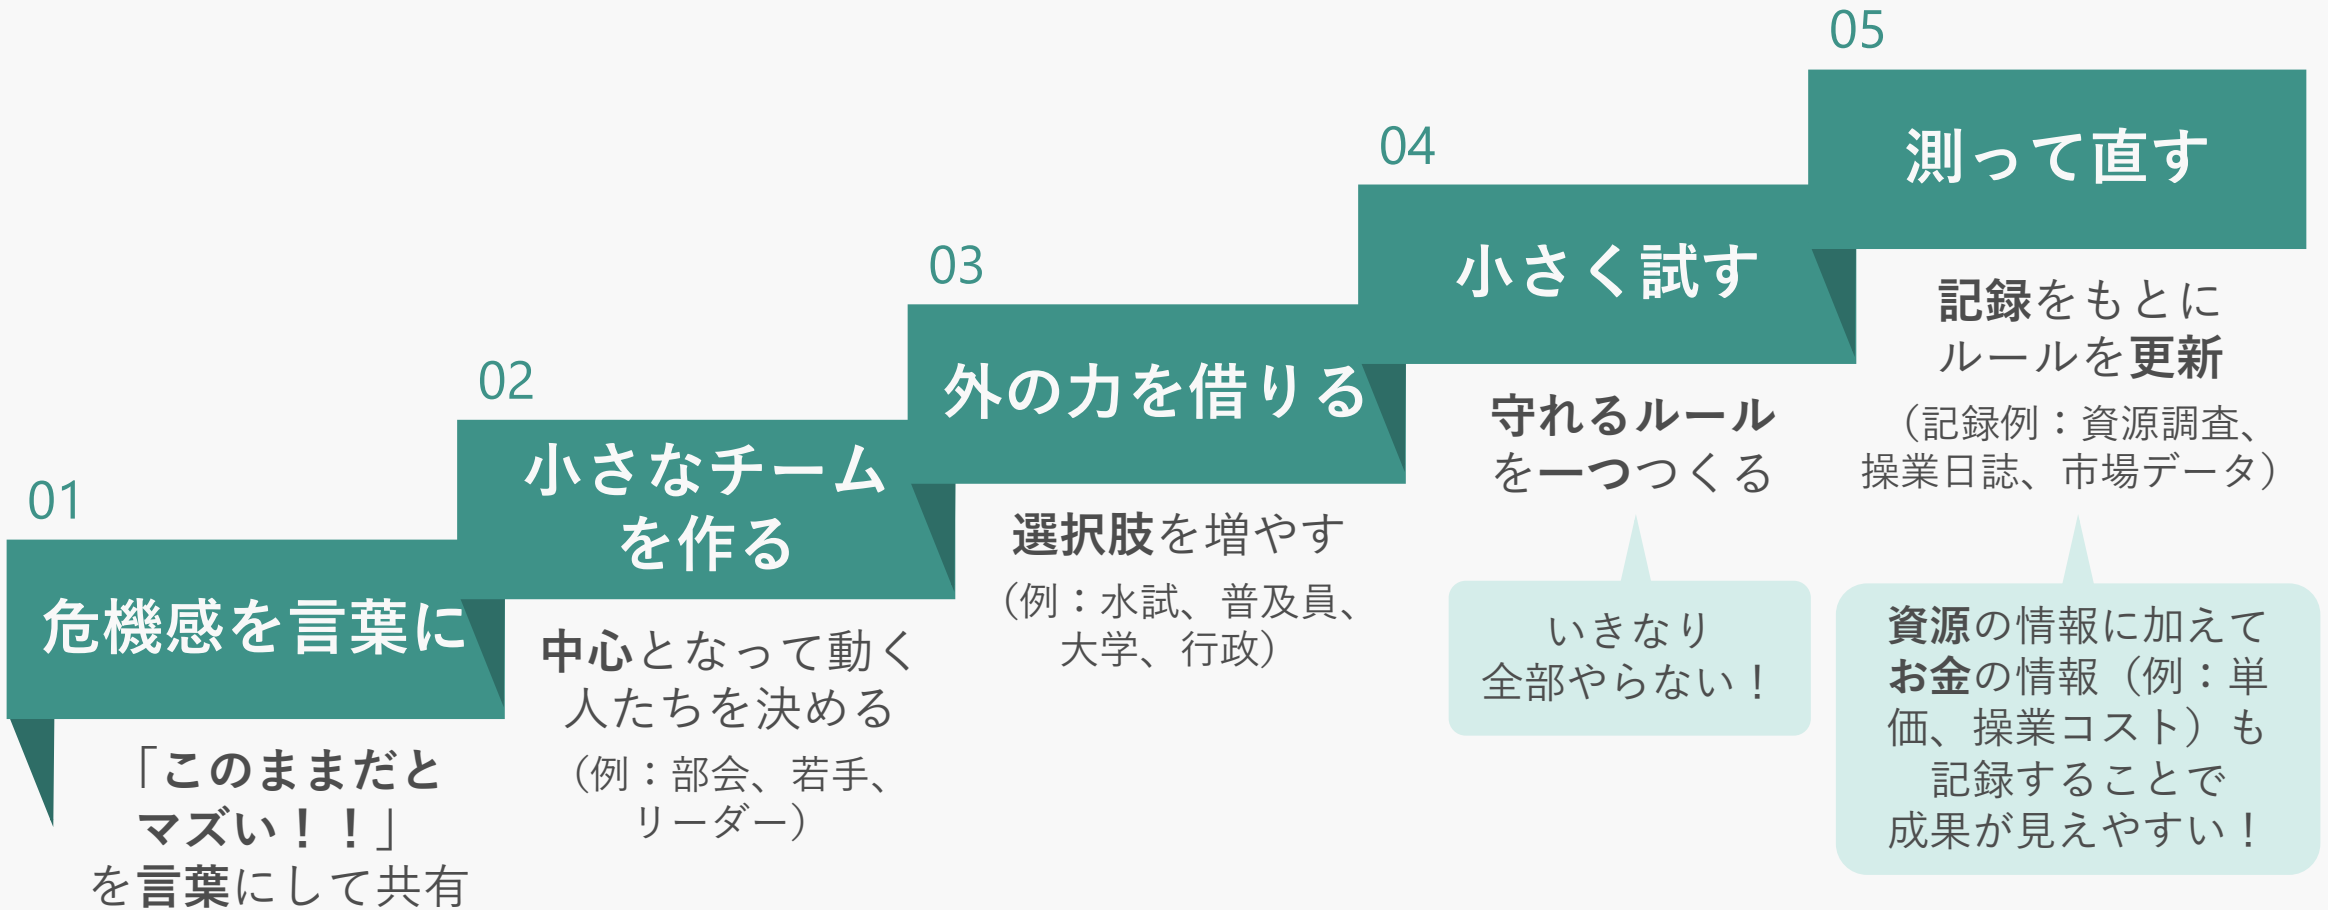 01
危機感を言葉に
「このままだと
マズい！！」
を言葉にして共有
02
小さなチーム
を作る
中心となって動く
人たちを決める
（例：部会、若手、
リーダー）
03
外の力を借りる
選択肢を増やす
（例：水試、普及員、
大学、行政）
04
小さく試す
守れるルール
を一つつくる
いきなり
全部やらない！
05
測って直す
記録をもとに
ルールを更新
（記録例：資源調査、
操業日誌、市場データ）
資源の情報に加えて
お金の情報（例：単
価、操業コスト）も
記録することで
成果が見えやすい！